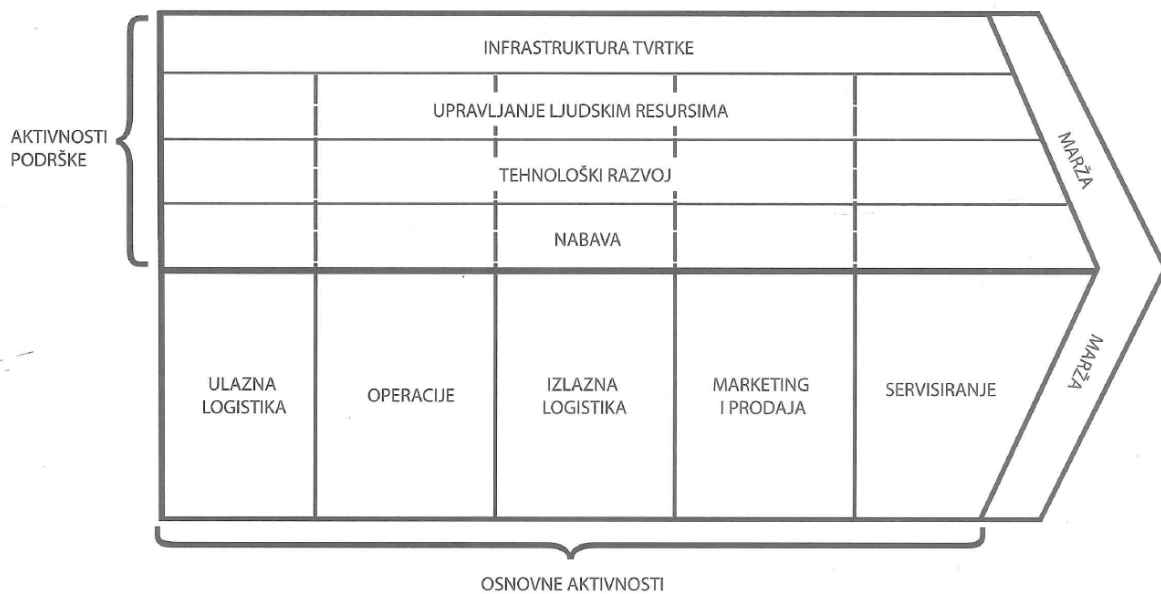 INFRASTRUKTURA TVRTKE
UPRAVLJANJE LJUDSKIM RESURSIMA
AKTIVNOSTI
PODRŠKE
TEHNOLOŠKI RAZVOJ
NABAVA
MARŽA
ULAZNA
LOGISTIKA
OPERACIJE
IZLAZNA
LOGISTIKA
MARKETING
I PRODAJA
SERVISIRANJE
MARŽA
OSNOVNE AKTIVNOSTI